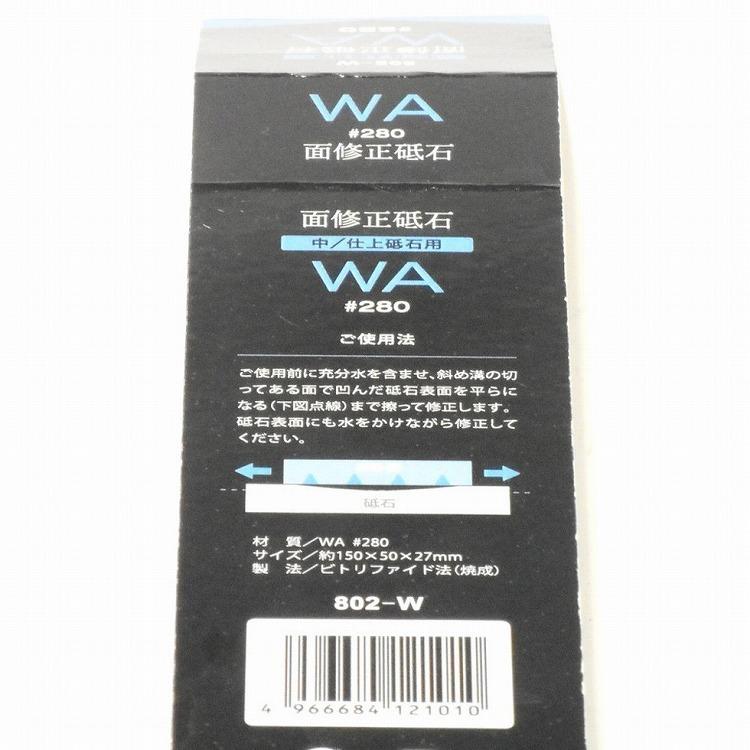 WA
#280
面修正砥石
面修正砥石
中/仕上砥石用
WA
#280
ご使用法
ご使用前に充分水を含ませ、斜め溝の切
ってある面で凹んだ砥石表面を平らに
なる(下図点線)まで擦って修正します。
砥石表面にも水をかけながら修正して
ください。
砥石
材 質/WA #280
サイズ/約150×50×27mm
製 法/ビトリファイド法(焼成)
802-W
4 966684 121010